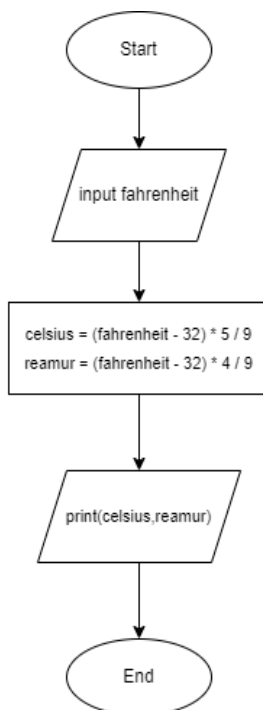 Start
input fahrenheit
celsius = (fahrenheit - 32) * 5 / 9
reamur = (fahrenheit - 32) * 4 / 9
print(celsius,reamur)
End